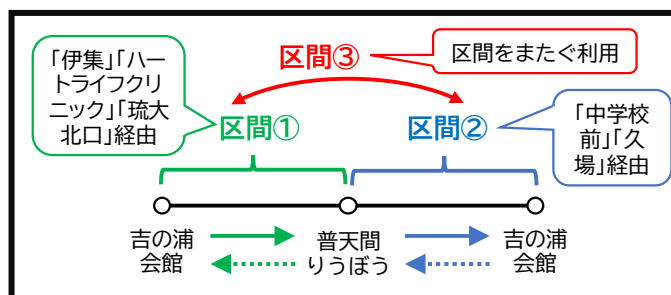 「伊集」「ハー
トライフクリ
ニック」「琉大
北口」経由
区間③
区間をまたぐ利用
区間①
区間②
「中学校
前」「久
場」経由
吉の浦
会館
普天間
りうぼう
吉の浦
会館